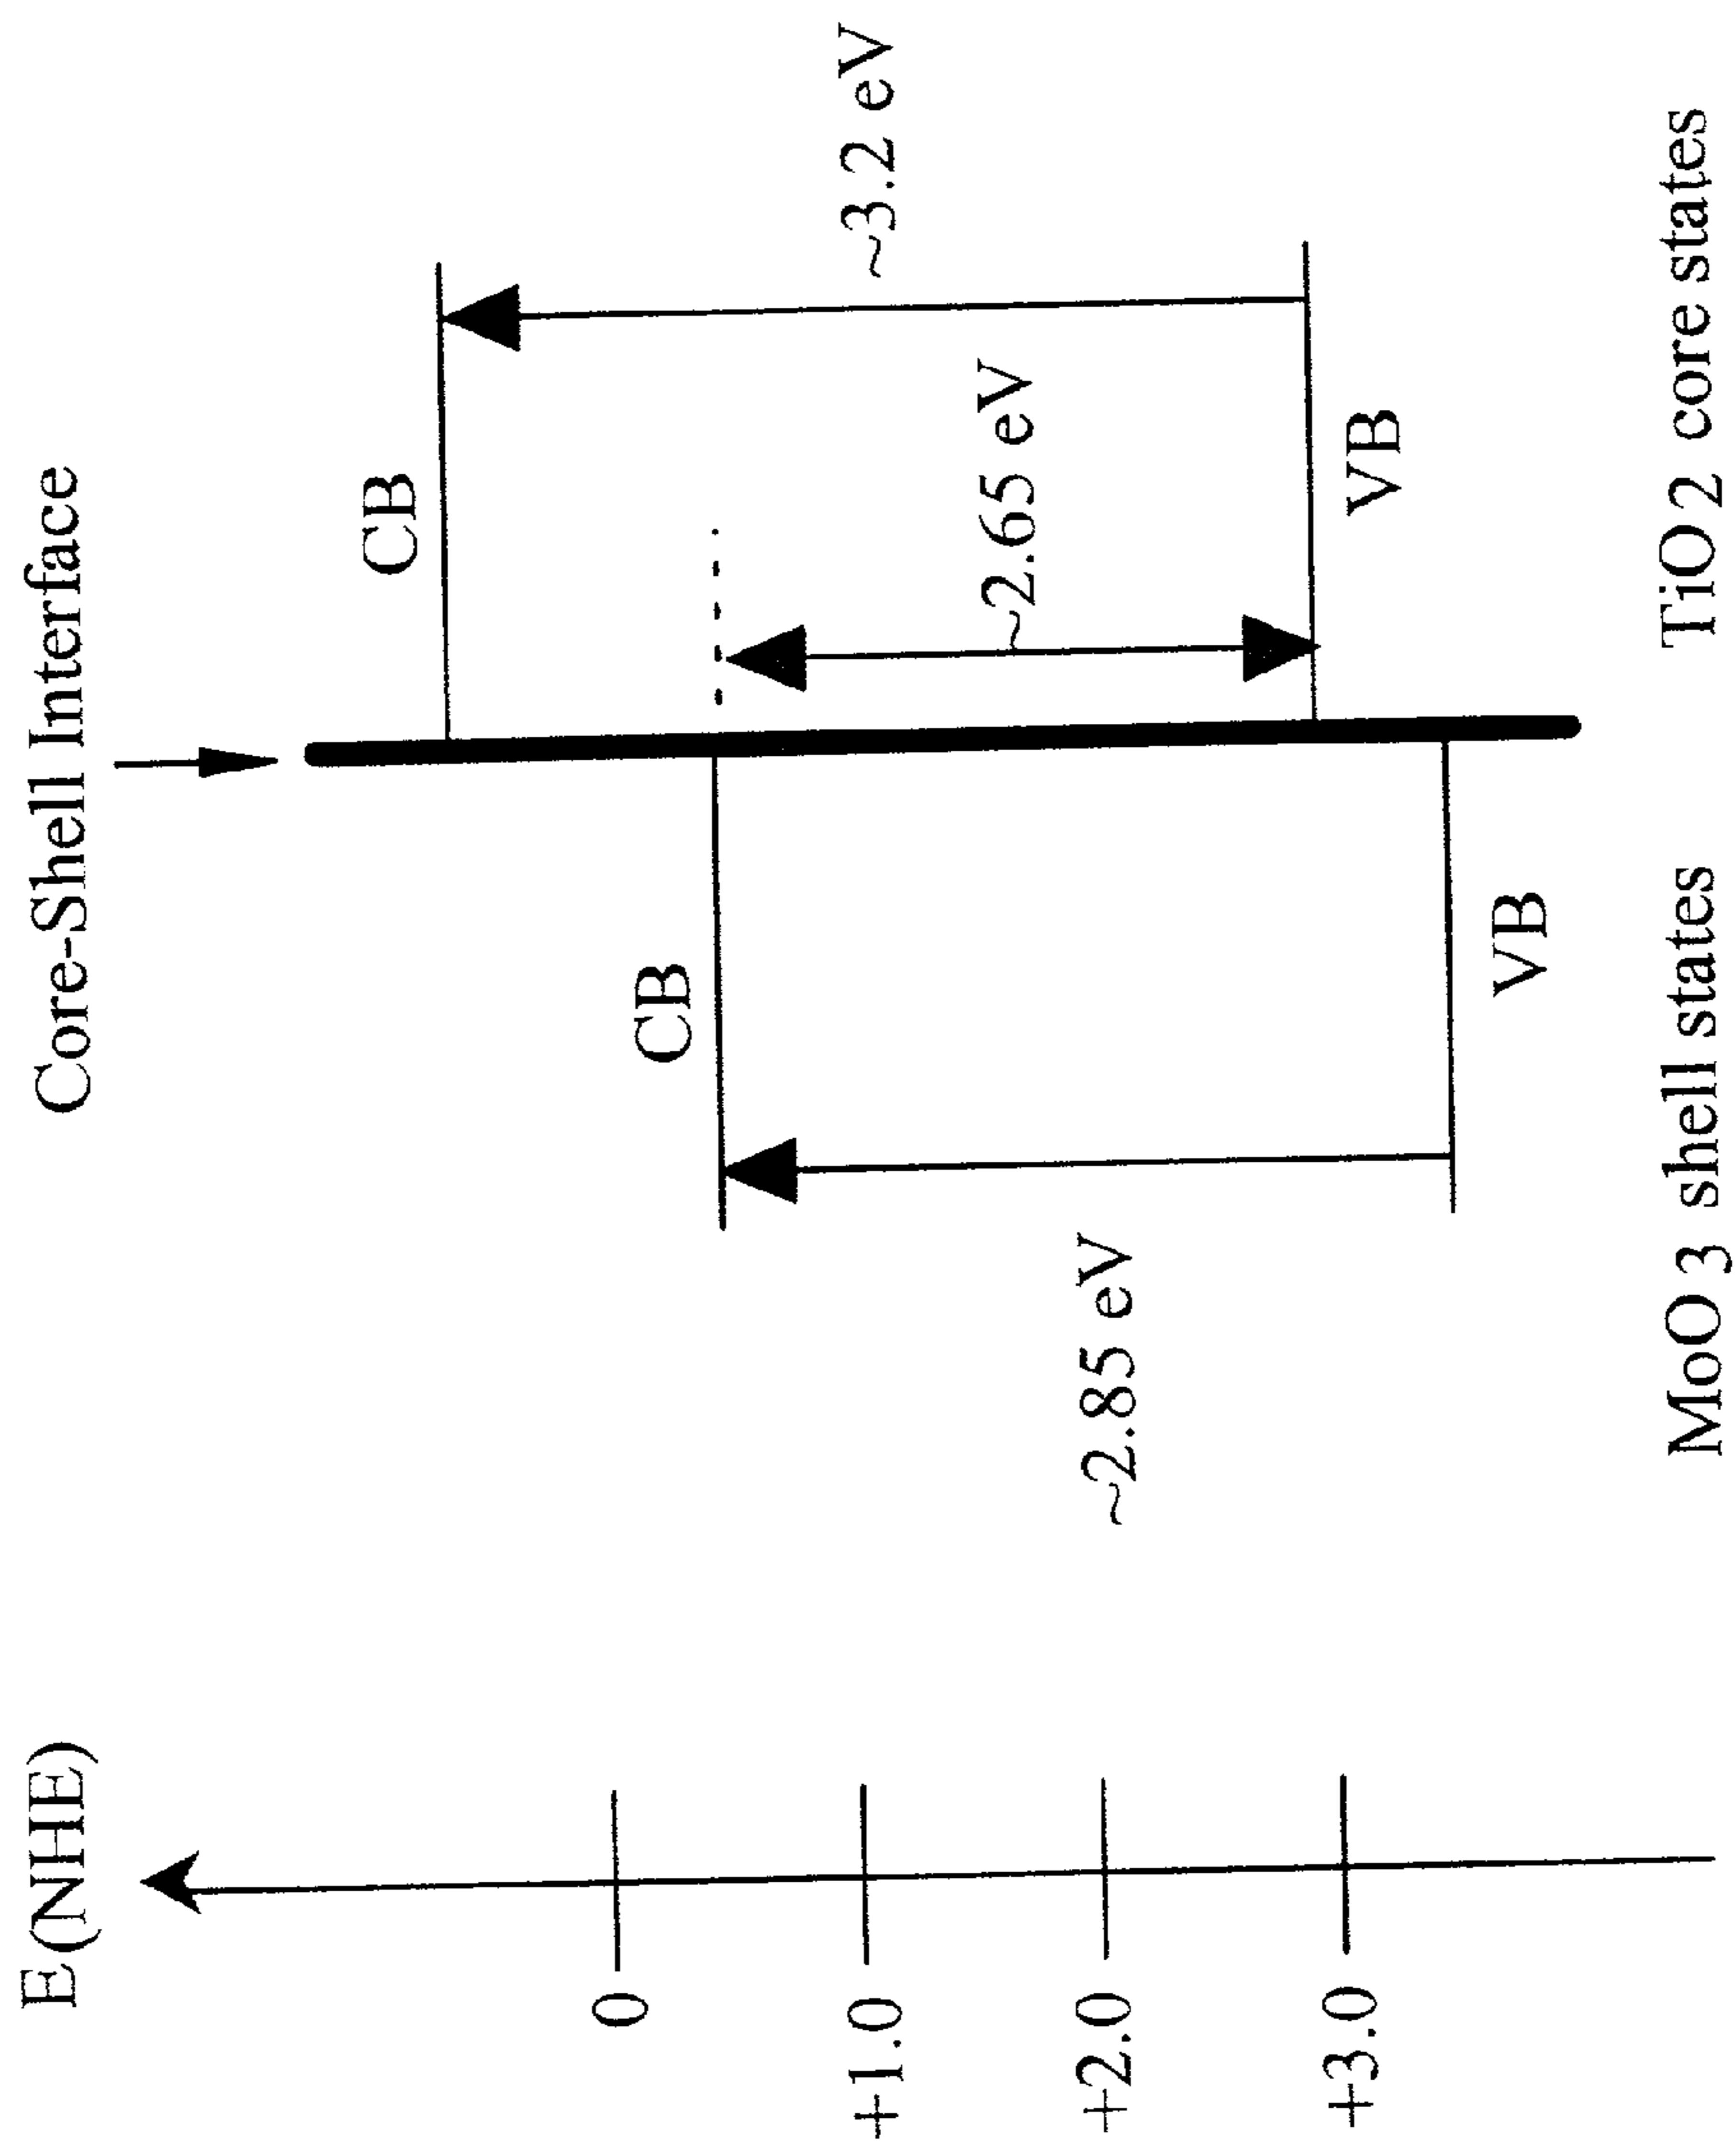 Core-Shell Interface
E (NHE)
CB
~3.2 eV
0
CB
~2.65 eV
+1.0
~2.85 eV
+2.0
VB
+3.0
VB
MoO3 shell states
TiO2 core states